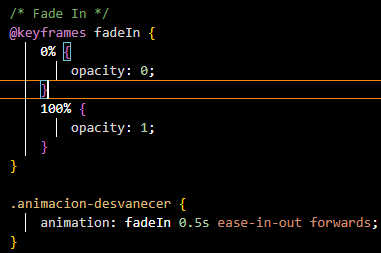 /* Fade In */
@keyframes fadeIn {
    0% {
        opacity: 0;
    }
    100% {
        opacity: 1;
    }
}

.animacion-desvanecer {
    animation: fadeIn 0.5s ease-in-out forwards;
}